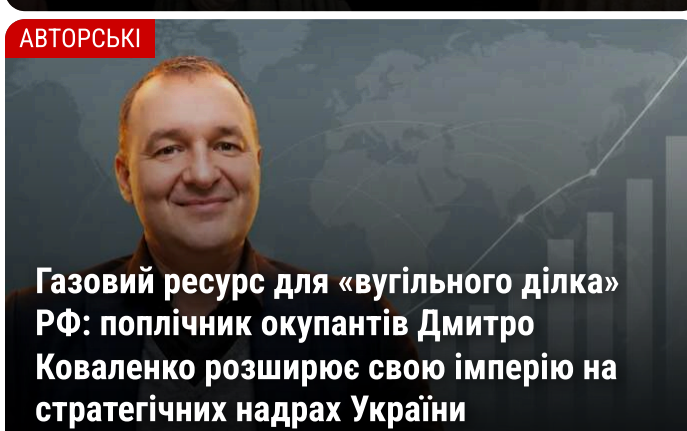 АВТОРСЬКІ
Газовий ресурс для «вугільного ділка»
РФ: поплічник окупантів Дмитро
Коваленко розширює свою імперію на
стратегічних надрах України